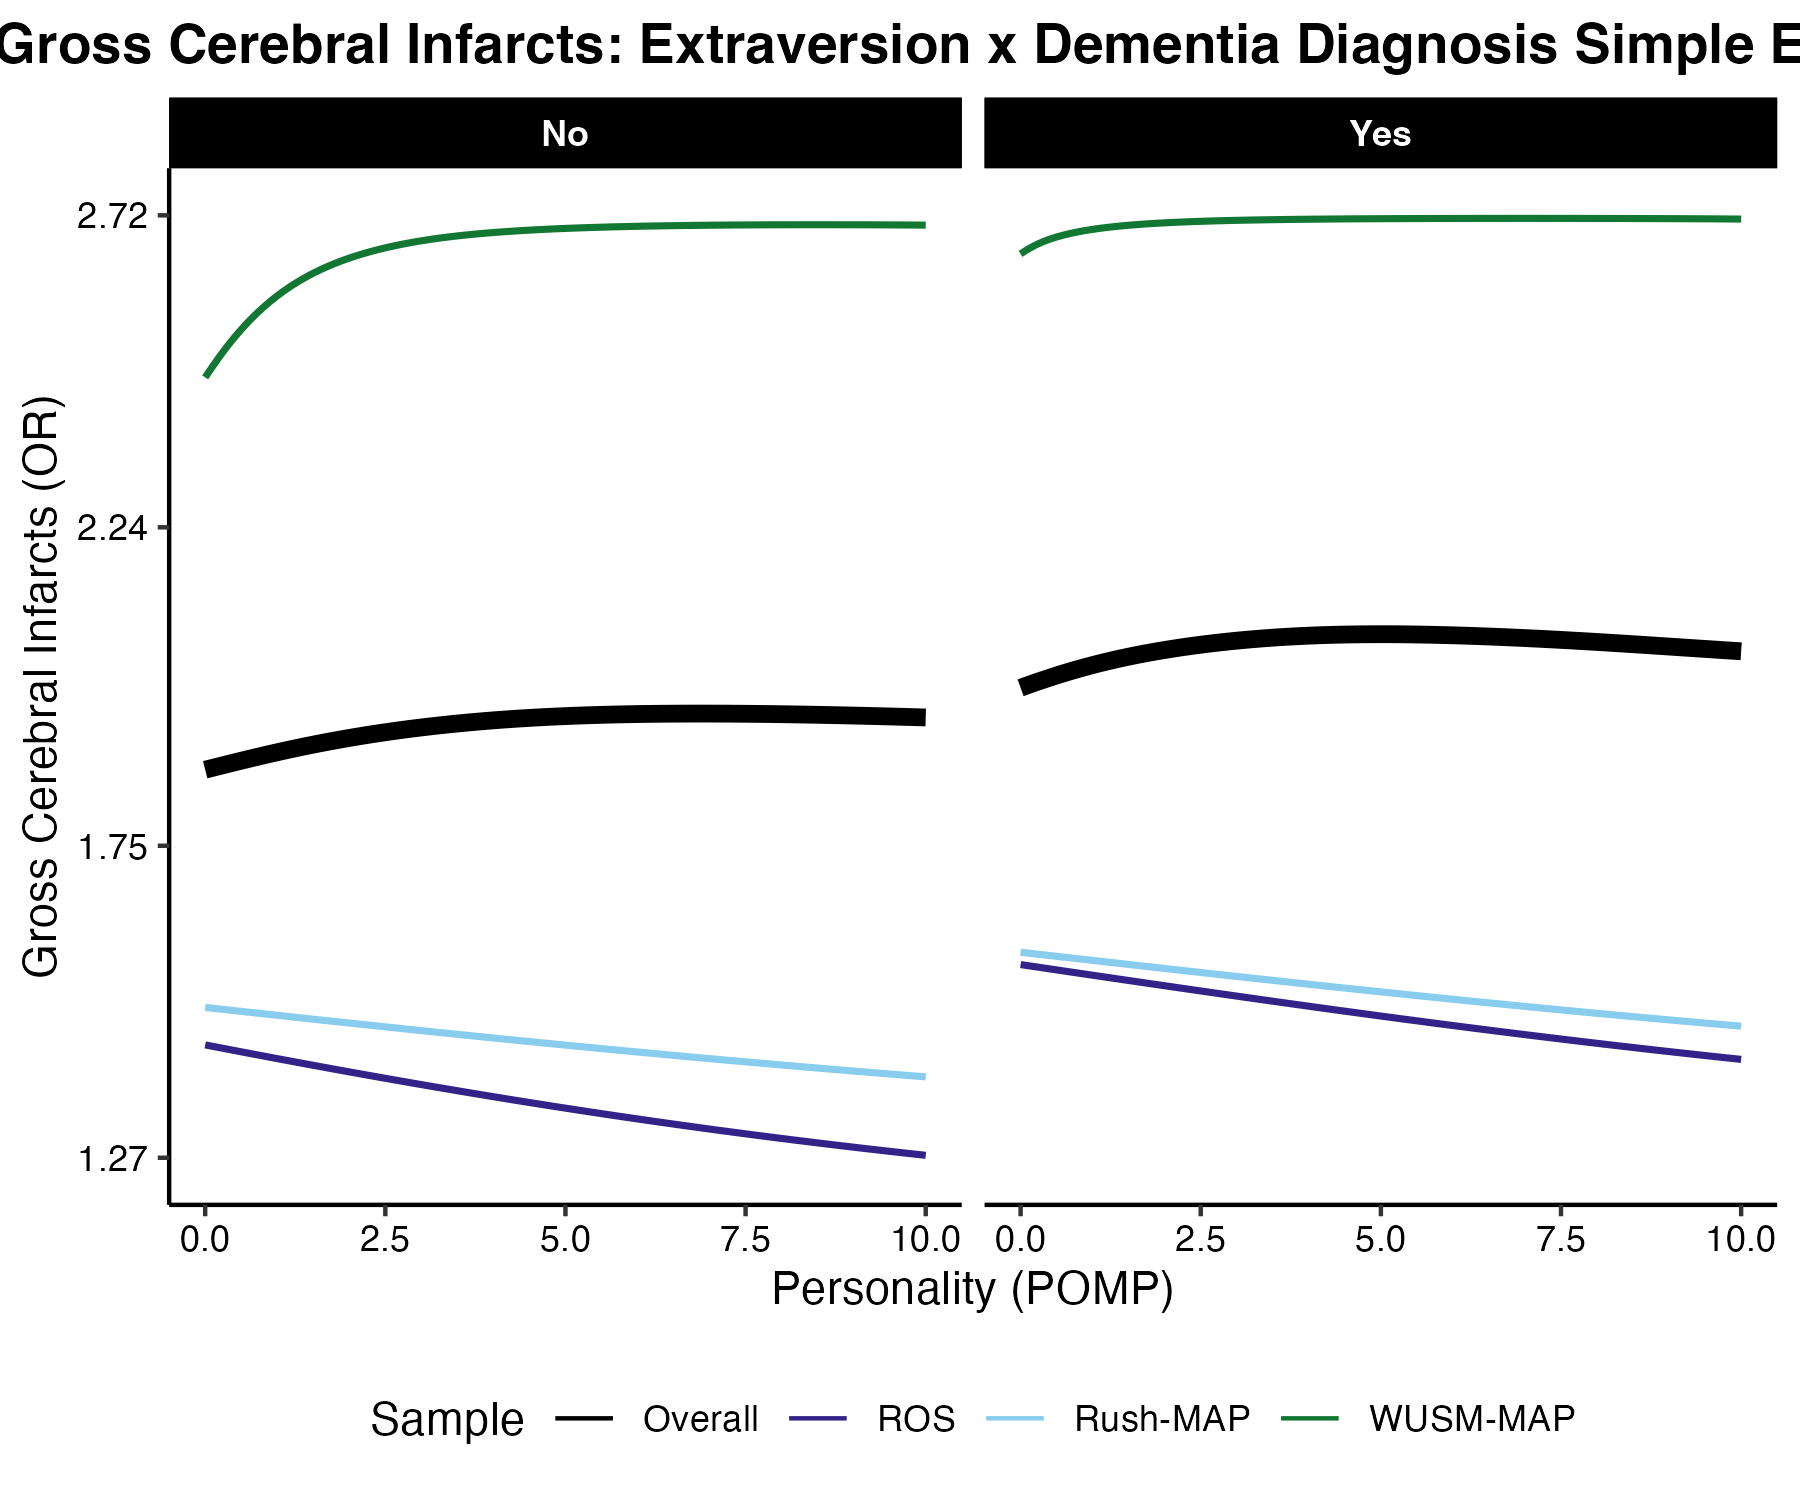 Gross Cerebral Infarcts: Extraversion x Dementia Diagnosis Simple E
No
Yes
Gross Cerebral Infarcts (OR)
2.72
2.24
1.75
1.27
0.0 2.5 5.0 7.5 10.0 0.0 2.5 5.0 7.5 10.0
Personality (POMP)
Sample Overall ROS Rush-MAP WUSM-MAP